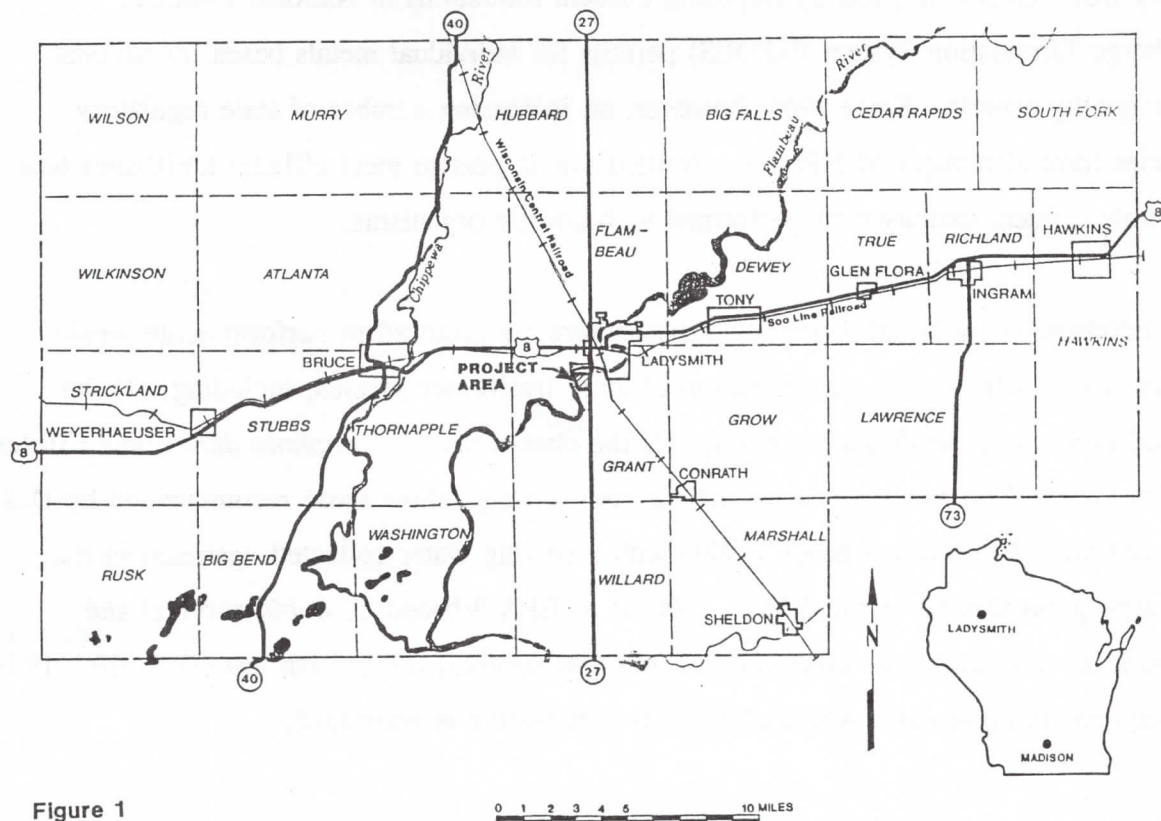 40
27
River
River
WILSON
MURRY
HUBBARD
BIG FALLS
CEDAR RAPIDS
SOUTH FORK
Flambeau
Wisconsin Central Railroad
8
FLAM-
BEAU
TRUE
RICHLAND
HAWKINS
WILKINSON
ATLANTA
Chippewa
DEWEY
GLEN FLORA
TONY
INGRAM
Soo Line Railroad
8
BRUCE
LADYSMITH
HAWKINS
PROJECT
AREA
STRICKLAND
WEYERHAEUSER
STUBBS
THORNAPPLE
GROW
LAWRENCE
8
GRANT
CONRATH
73
WASHINGTON
MARSHALL
RUSK
BIG BEND
WILLARD
SHELDON
N
LADYSMITH
40
27
MADISON
Figure 1
0 1 2 3 4 5 10 MILES